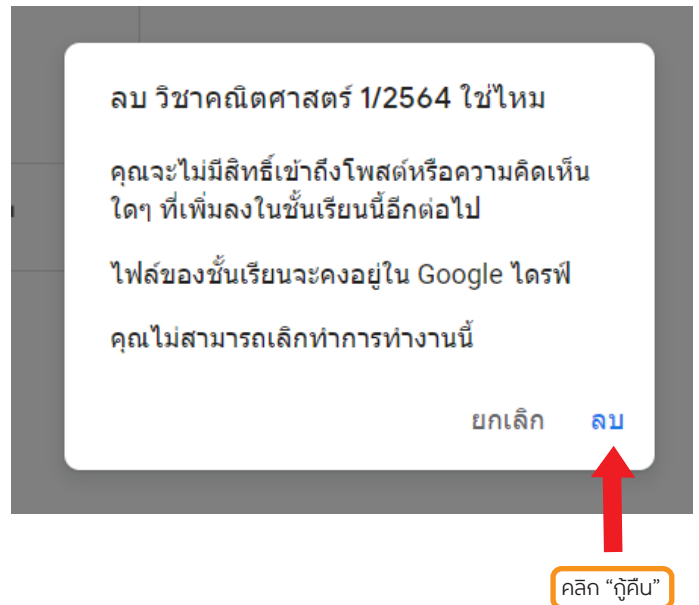 ลบ วิชาคณิตศาสตร์ 1/2564 ใช่ไหม
คุณจะไม่มีสิทธิ์เข้าถึงโพสต์หรือความคิดเห็น
ใดๆ ที่เพิ่มลงในชั้นเรียนนี้อีกต่อไป
ไฟล์ของชั้นเรียนจะคงอยู่ใน Google ไดรฟ์
คุณไม่สามารถเลิกทำการทำงานนี้
ยกเลิก ลบ
คลิก “กู้คืน”